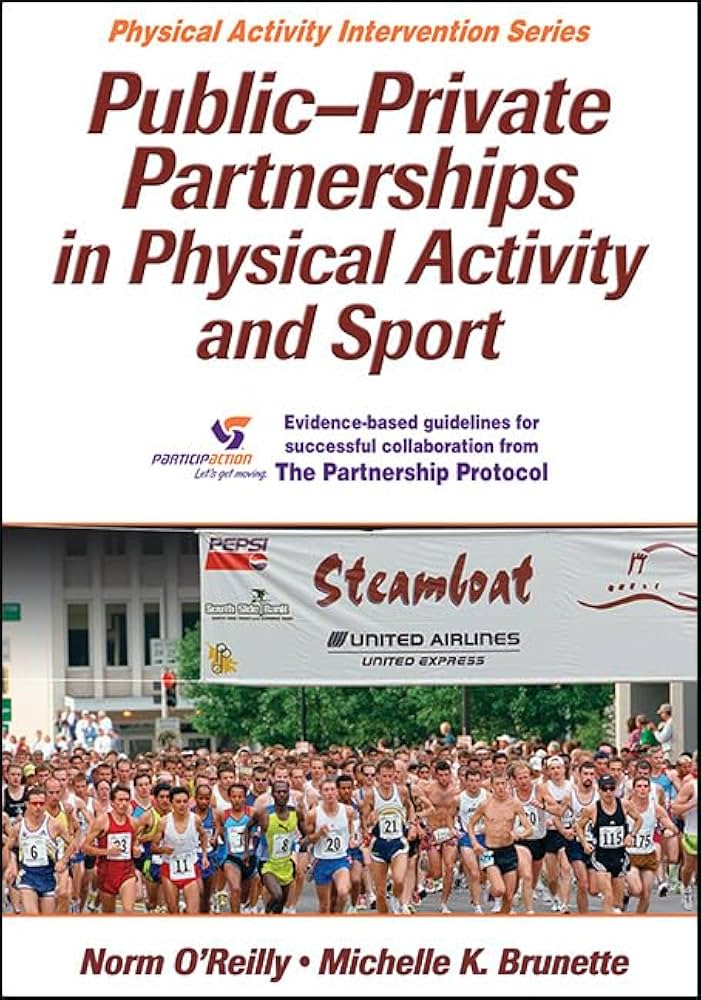 Physical Activity Intervention Series
Public–Private
Partnerships
in Physical Activity
and Sport
PARTICIPACTION
Let's get moving.
Evidence-based guidelines for
successful collaboration from
The Partnership Protocol
PEPSI
South Side Bank
Steamboat
UNITED AIRLINES
UNITED EXPRESS
6
23
11
8
20
21
115
175
Norm O'Reilly • Michelle K. Brunette